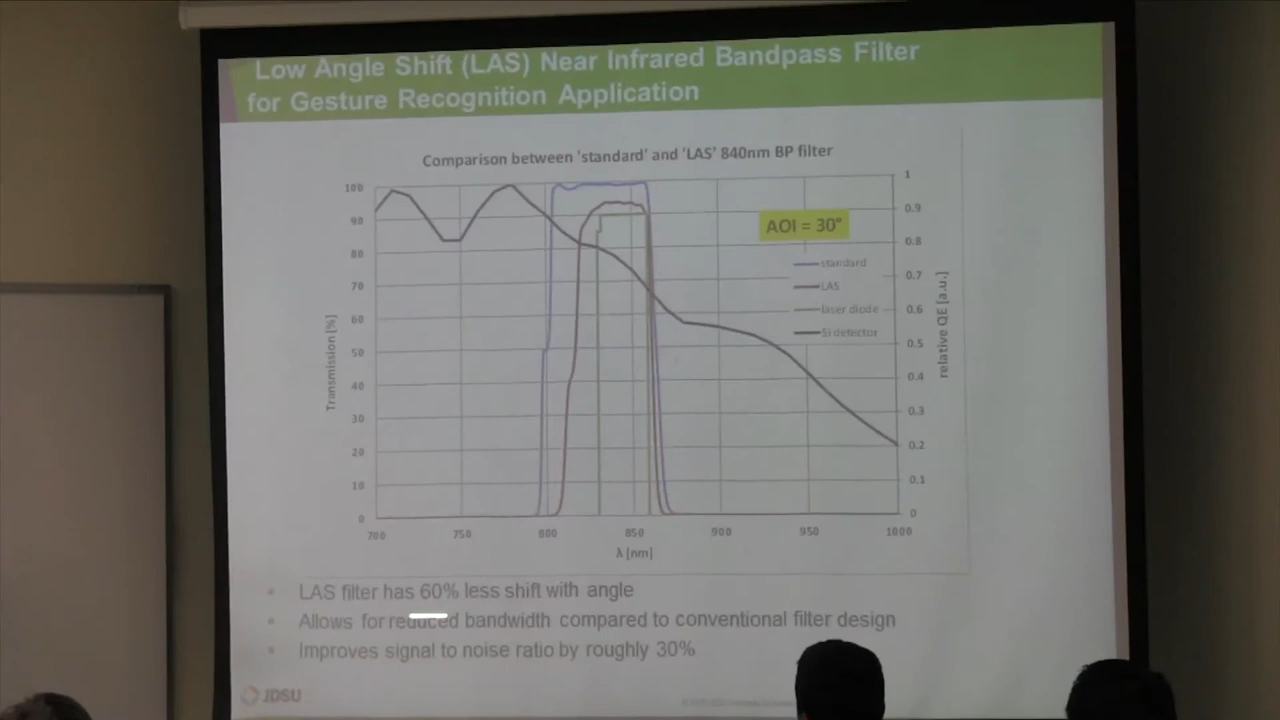 Low Angle Shift (LAS) Near Infrared Bandpass Filter
for Gesture Recognition Application
Comparison between 'standard' and 'LAS' 840nm BP filter
100
90
80
70
60
50
40
30
20
10
0
Transmission [%]
AOI = 30°
standard
LAS
laser diode
Si detector
1
0.9
0.8
0.7
0.6
0.5
0.4
0.3
0.2
0.1
0
relative QE [a.u.]
700 750 800 850 900 950 1000
λ [nm]
• LAS filter has 60% less shift with angle
• Allows for reduced bandwidth compared to conventional filter design
• Improves signal to noise ratio by roughly 30%
JDSU